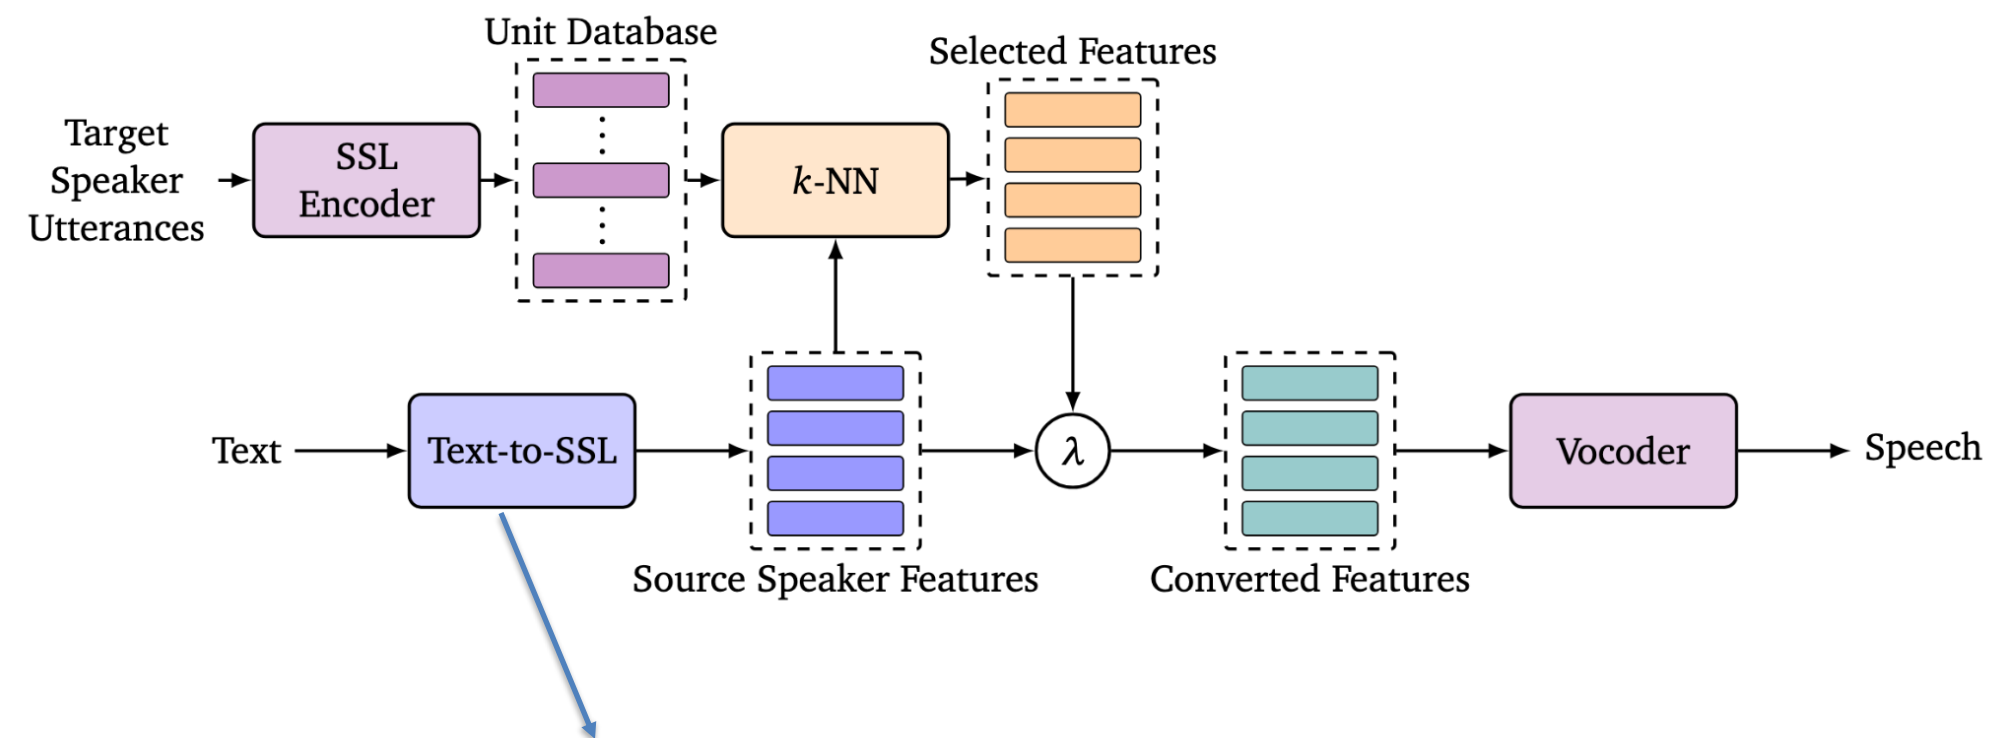 Unit Database
Selected Features
Target
Speaker
Utterances
SSL
Encoder
k-NN
Text
Text-to-SSL
λ
Vocoder
Speech
Source Speaker Features
Converted Features